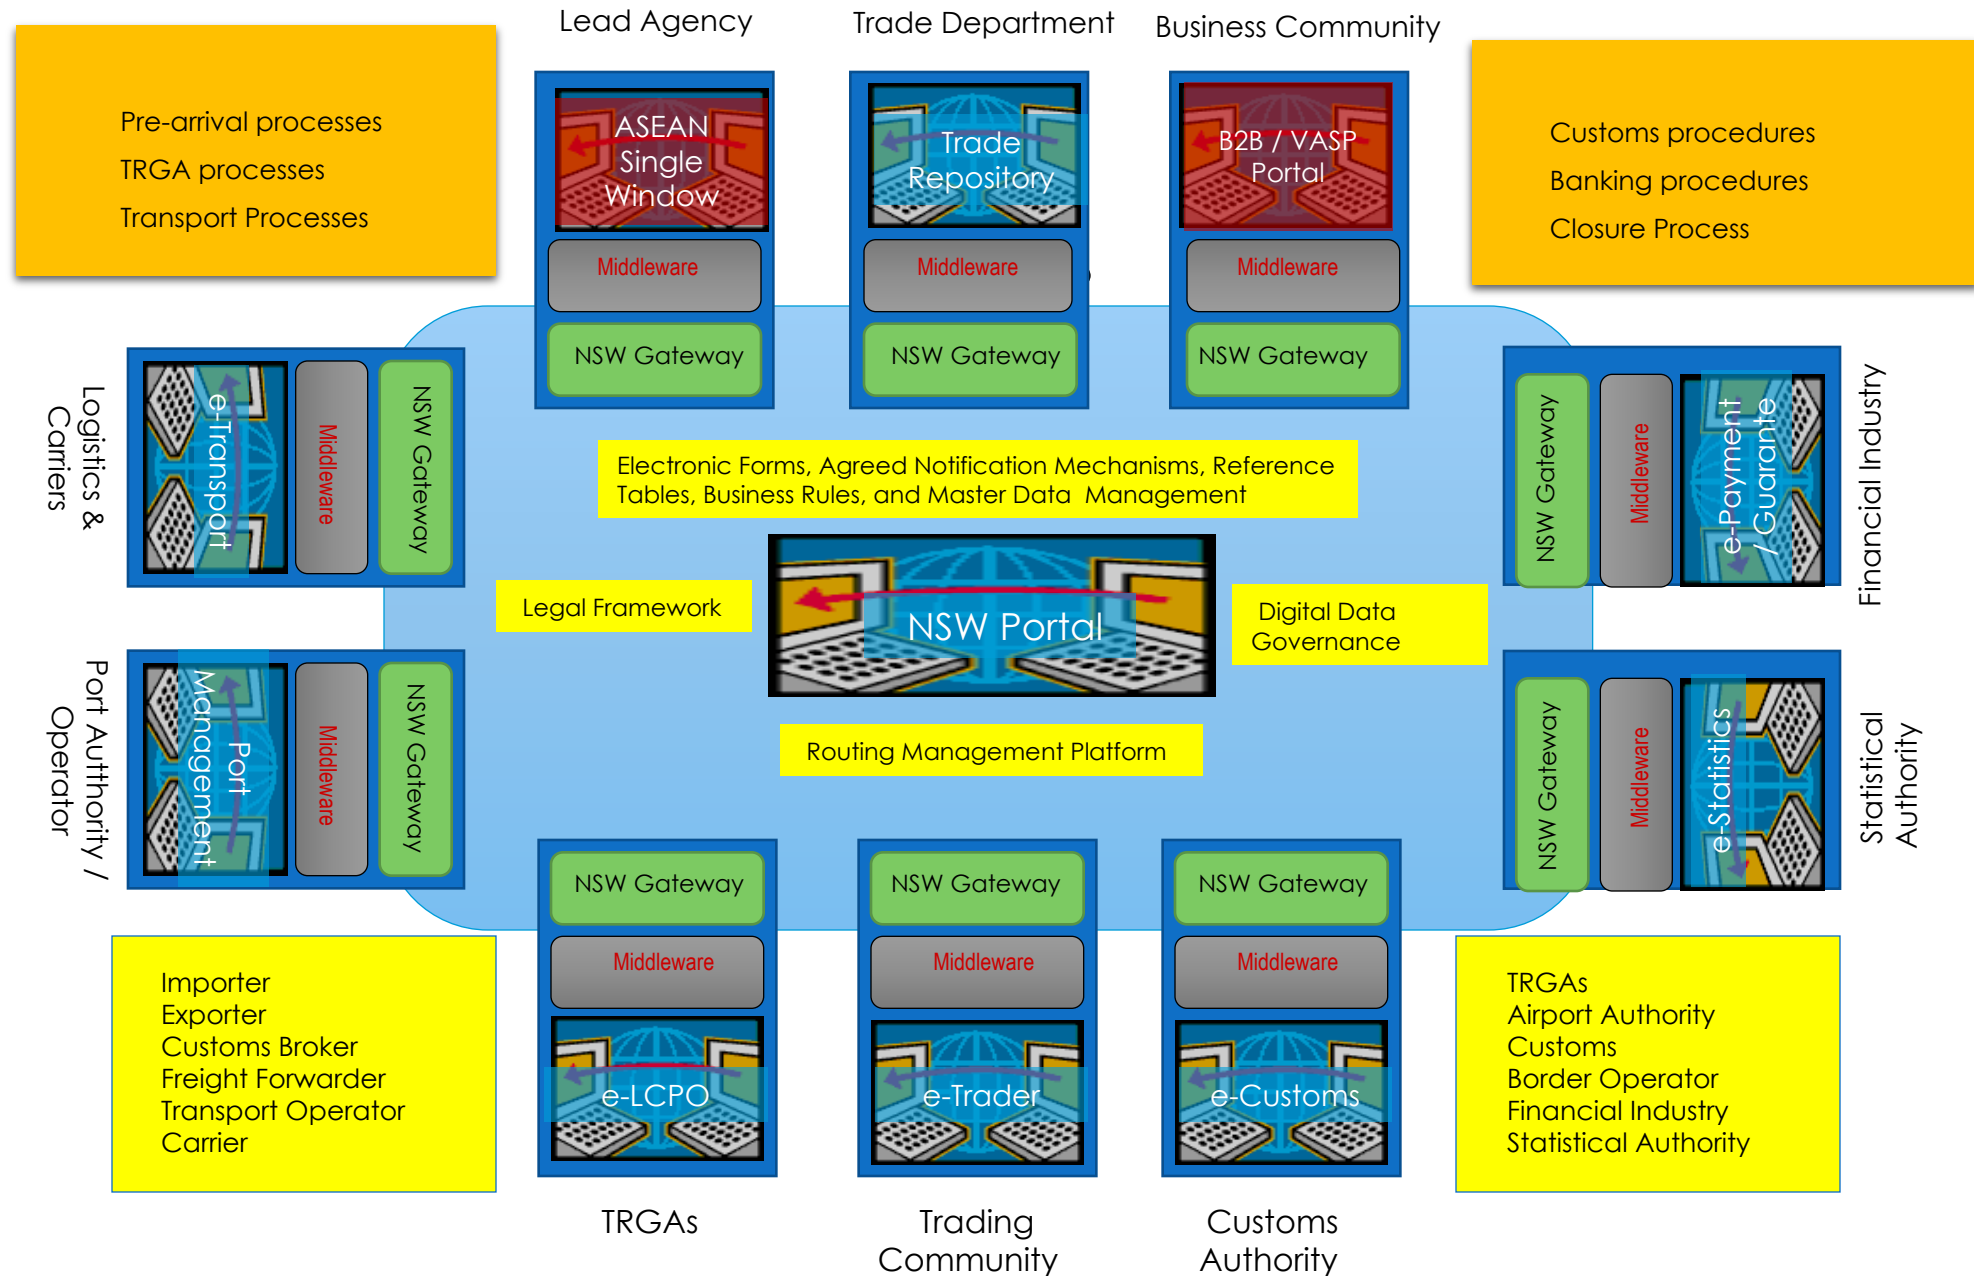 Lead Agency
Trade Department
Business Community
Pre-arrival processes
TRGA processes
Transport Processes
ASEAN
Single
Window
Middleware
NSW Gateway
Trade
Repository
Middleware
NSW Gateway
B2B / VASP
Portal
Middleware
NSW Gateway
Customs procedures
Banking procedures
Closure Process
Logistics &
Carriers
e-Transport
Middleware
NSW Gateway
Electronic Forms, Agreed Notification Mechanisms, Reference
Tables, Business Rules, and Master Data Management
NSW Gateway
Middleware
e-Payment
/ Guarante
Financial Industry
Legal Framework
NSW Portal
Digital Data
Governance
Routing Management Platform
Port Autthority /
Operator
Port
Management
Middleware
NSW Gateway
NSW Gateway
Middleware
e-Statistics
Statistical
Authority
Importer
Exporter
Customs Broker
Freight Forwarder
Transport Operator
Carrier
NSW Gateway
Middleware
e-LCPO
TRGAs
NSW Gateway
Middleware
e-Trader
Trading
Community
NSW Gateway
Middleware
e-Customs
Customs
Authority
TRGAs
Airport Authority
Customs
Border Operator
Financial Industry
Statistical Authority